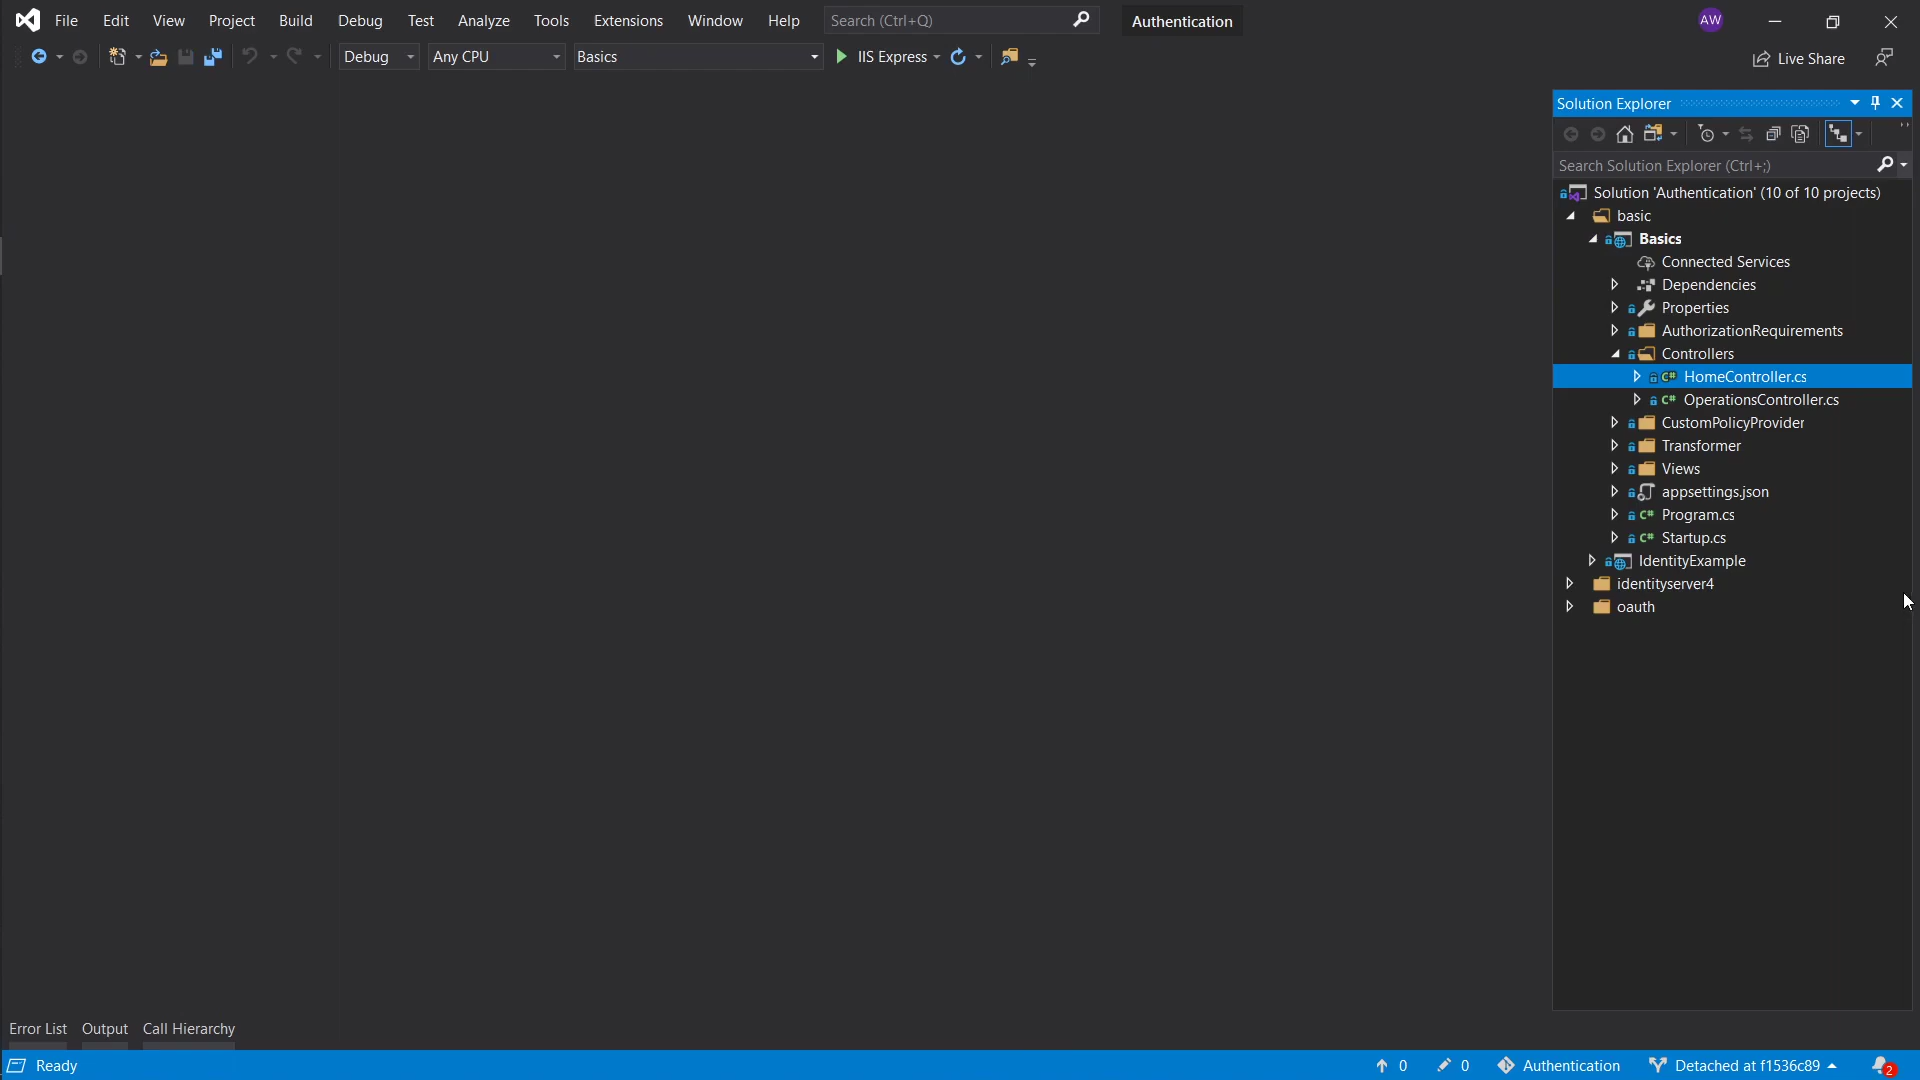 File Edit View Project Build Debug Test Analyze Tools Extensions Window Help Search (Ctrl+Q) Authentication AW
Debug Any CPU Basics IIS Express Live Share
Solution Explorer
Search Solution Explorer (Ctrl+;)
Solution 'Authentication' (10 of 10 projects)
basic
Basics
Connected Services
Dependencies
Properties
AuthorizationRequirements
Controllers
C# HomeController.cs
C# OperationsController.cs
CustomPolicyProvider
Transformer
Views
appsettings.json
C# Program.cs
C# Startup.cs
IdentityExample
identityserver4
oauth
Error List Output Call Hierarchy
Ready 0 0 Authentication Detached at f1536c89 2